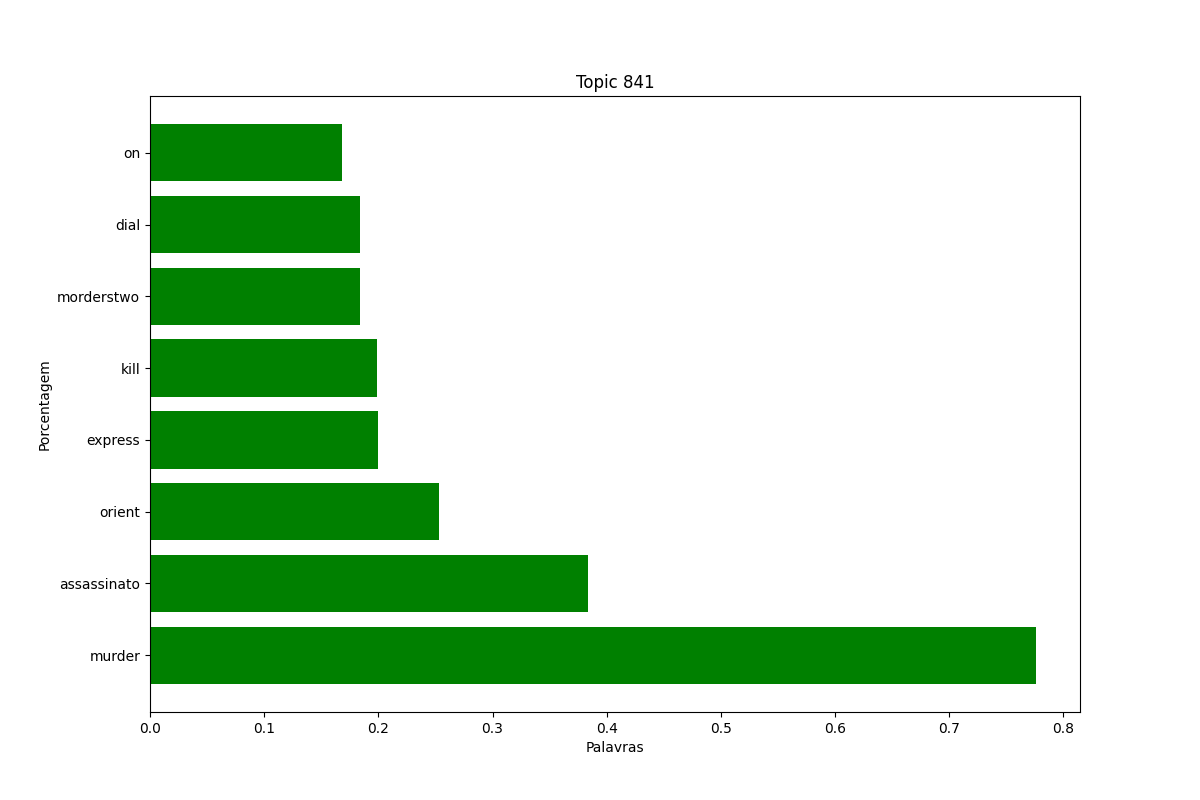 Topic 841
on
dial
morderstwo
kill
express
orient
assassinato
murder
Porcentagem
0.0 0.1 0.2 0.3 0.4 0.5 0.6 0.7 0.8
Palavras